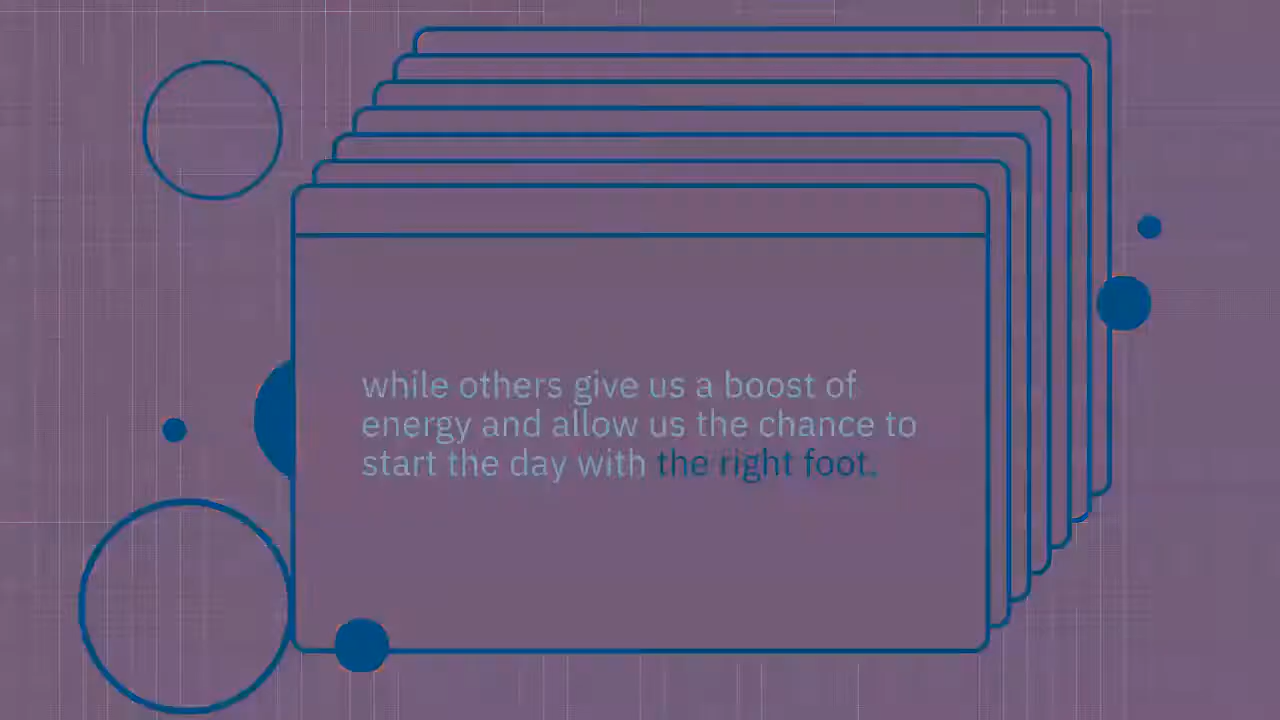 while others give us a boost of
energy and allow us the chance to
start the day with the right foot.